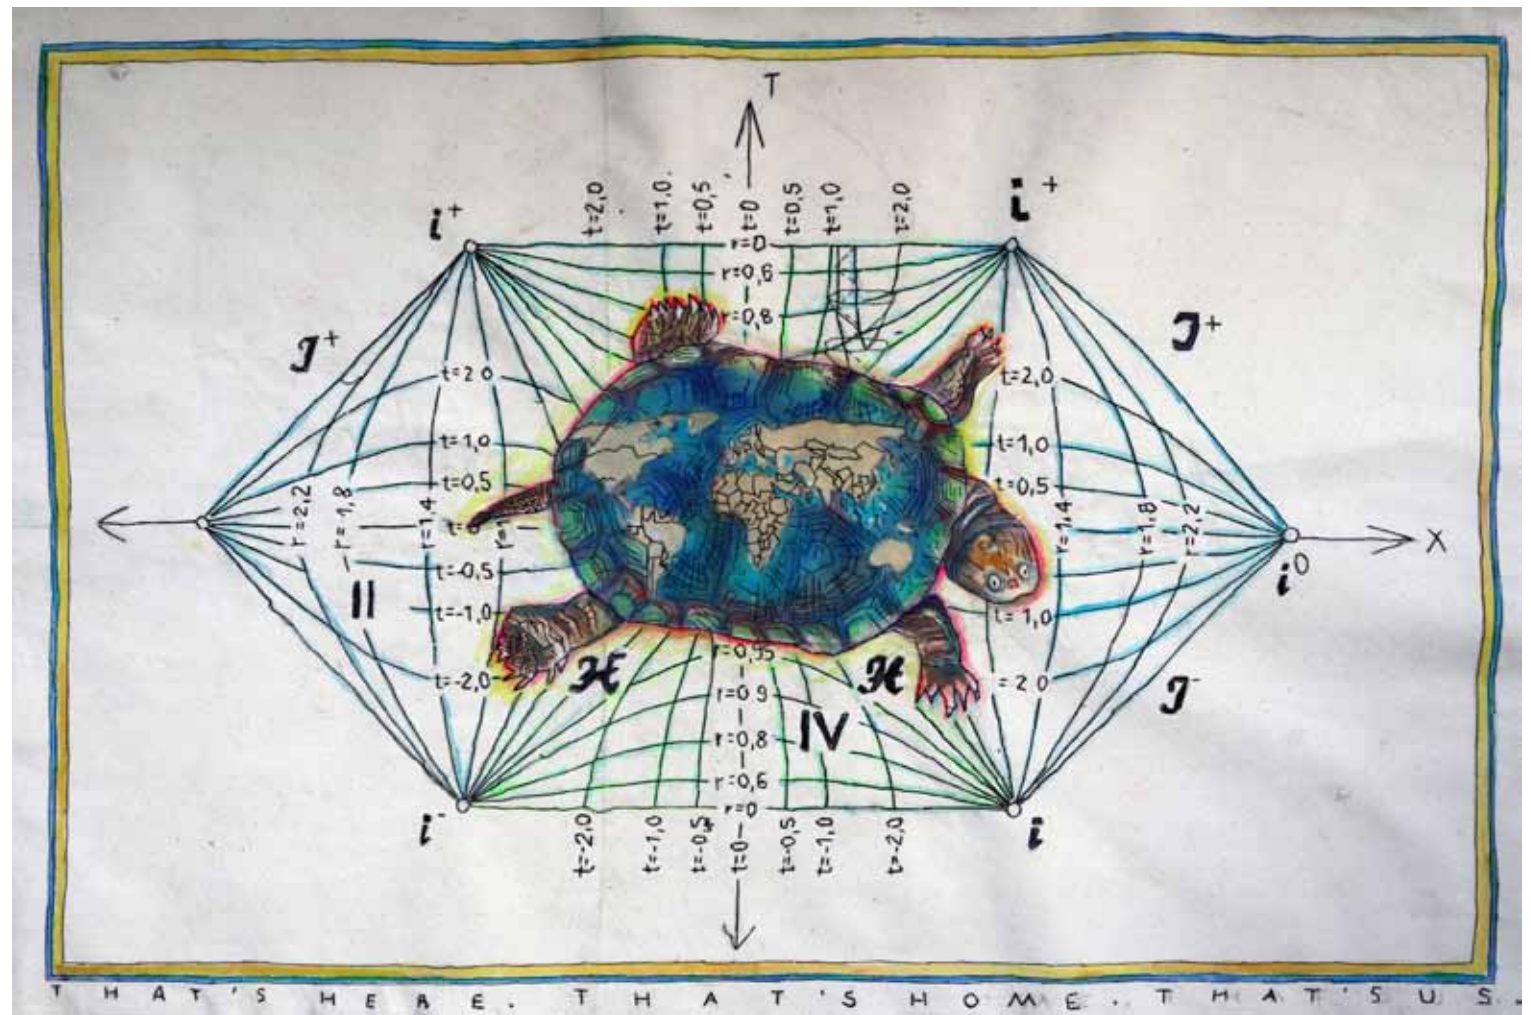 T
t=2,0 t=1,0 t=0,5 t=0 t=0,5 t=1,0 t=2,0
i+ i+
r=0
r=0,6
r=0,8
J+ J+
t=2 0 t=2,0
t=1,0 t=1,0
t=0,5 t=0,5
r=2,2 r=1,8 r=1,4 r=1,4 r=1,8 r=2,2 X
i0
t=-0,5
II t=-1,0 t= 1,0
r=0,95
t=-2,0 H H = 2 0 J-
r=0 9
IV
r=0,8
r=0,6
r=0
i- i
t=-2,0 t=-1,0 t=-0,5 t=0 t=-0,5 t=-1,0 t=-2,0
THAT'S HERE. THAT'S HOME. THAT'S US.